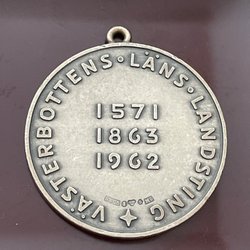 VÄSTERBOTTENS · LÄNS · LANDSTING
1571
1863
1962